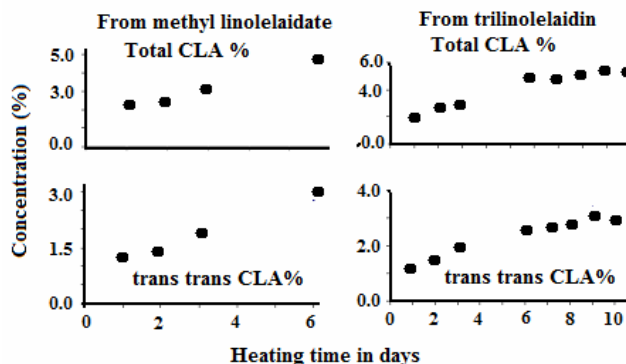 From methyl linolelaidate
Total CLA %
From trilinolelaidin
Total CLA %
Concentration (%)
5.0
3.0
0.0
6.0
4.0
-0.0
3.0
1.5
0.0
trans trans CLA%
4.0
2.0
0.0
trans trans CLA%
0 2 4 6
0 2 4 6 8 10
Heating time in days